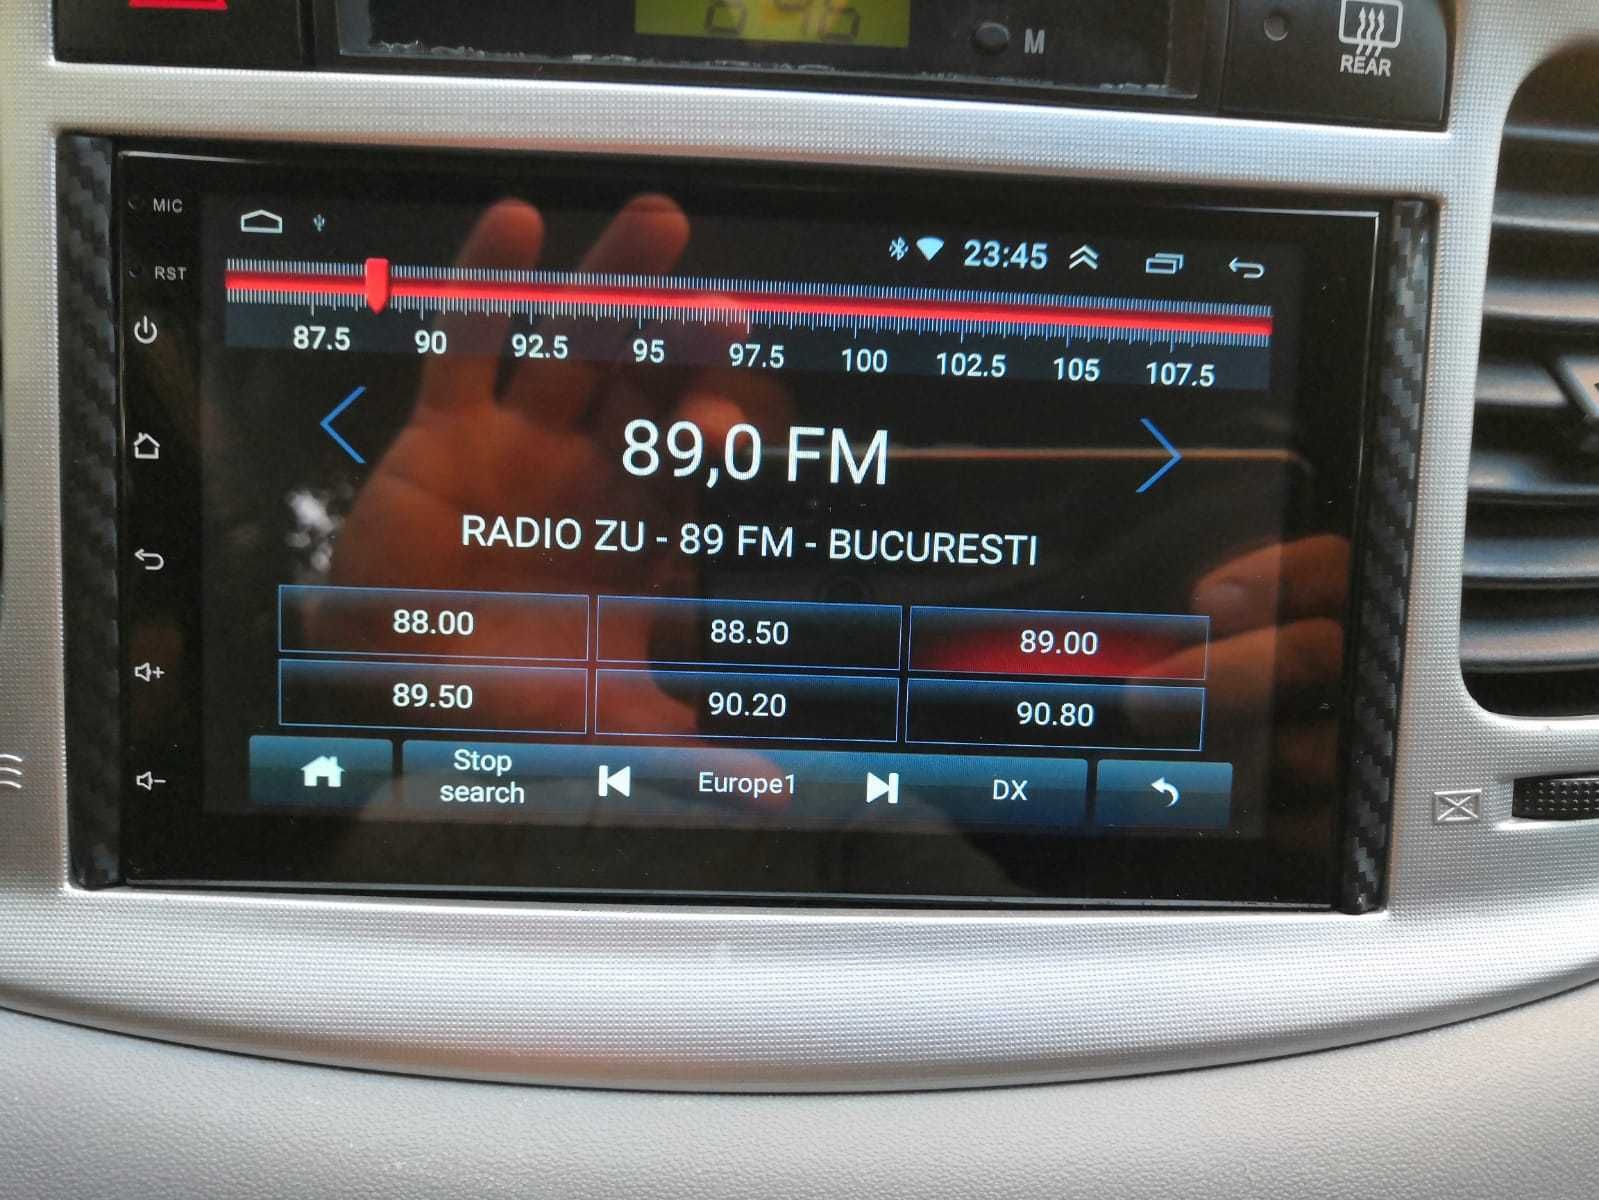 M
REAR
MIC
RST
23:45
87.5 90 92.5 95 97.5 100 102.5 105 107.5
89,0 FM
RADIO ZU - 89 FM - BUCURESTI
88.00 88.50 89.00
89.50 90.20 90.80
Stop
search
Europe1
DX